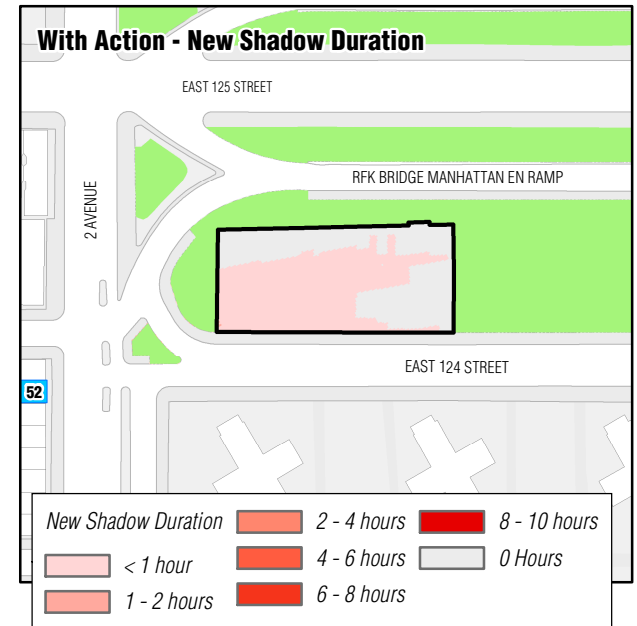 With Action - New Shadow Duration
EAST 125 STREET
RFK BRIDGE MANHATTAN EN RAMP
2 AVENUE
EAST 124 STREET
52
New Shadow Duration
< 1 hour
1 - 2 hours
2 - 4 hours
4 - 6 hours
6 - 8 hours
8 - 10 hours
0 Hours